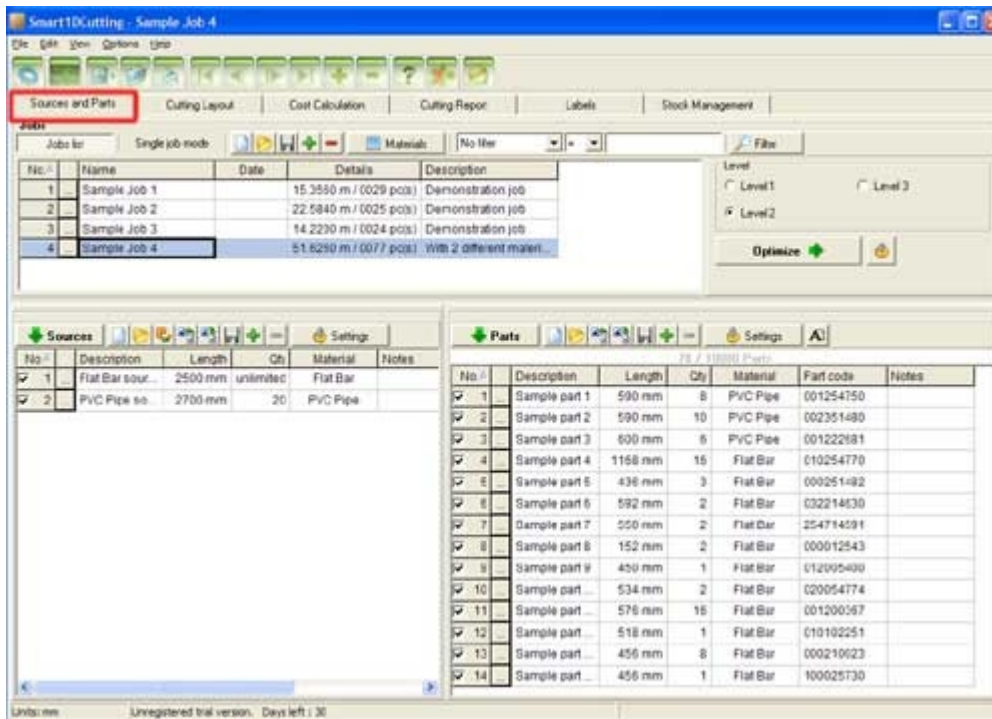 Smart1DCutting - Sample Job 4
File Edit View Options Help
Sources and Parts Cutting Layout Cost Calculation Cutting Repor Labels Stock Management
Jobs
Jobs list Single job mode Materials No filter = Filter
No. Name Date Details Description
1 ... Sample Job 1 15.3550 m / 0029 pc(s) Demonstration job
2 ... Sample Job 2 22.5840 m / 0025 pc(s) Demonstration job
3 ... Sample Job 3 14.2230 m / 0024 pc(s) Demonstration job
4 ... Sample Job 4 51.6250 m / 0077 pc(s) With 2 different materi...
Level
Level 1 Level 3
Level 2
Optimize
Sources Settings
No Description Length Qty Material Notes
1 ... Flat Bar sour... 2500 mm unlimited Flat Bar
2 ... PVC Pipe so... 2700 mm 20 PVC Pipe
Parts Settings A
Parts
No Description Length Qty Material Part code Notes
1 ... Sample part 1 590 mm 8 PVC Pipe 001254750
2 ... Sample part 2 590 mm 10 PVC Pipe 002351480
3 ... Sample part 3 600 mm 6 PVC Pipe 001222681
4 ... Sample part 4 1158 mm 15 Flat Bar 010254770
5 ... Sample part 5 436 mm 3 Flat Bar 000251482
6 ... Sample part 6 592 mm 2 Flat Bar 032214630
7 ... Sample part 7 550 mm 2 Flat Bar 254714591
8 ... Sample part 8 152 mm 2 Flat Bar 000012543
9 ... Sample part 9 450 mm 1 Flat Bar 012005400
10 ... Sample part ... 534 mm 2 Flat Bar 020054774
11 ... Sample part ... 576 mm 16 Flat Bar 001200367
12 ... Sample part ... 518 mm 1 Flat Bar 010102251
13 ... Sample part ... 456 mm 8 Flat Bar 000210023
14 ... Sample part ... 456 mm 1 Flat Bar 100025730
Units: mm Unregistered trial version. Days left : 30